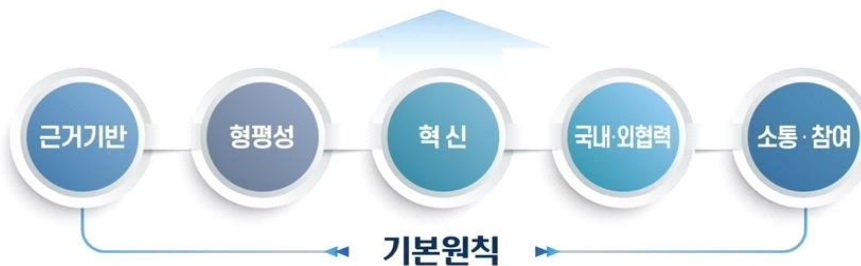 근거기반
형평성
혁신
국내·외협력
소통·참여
기본원칙